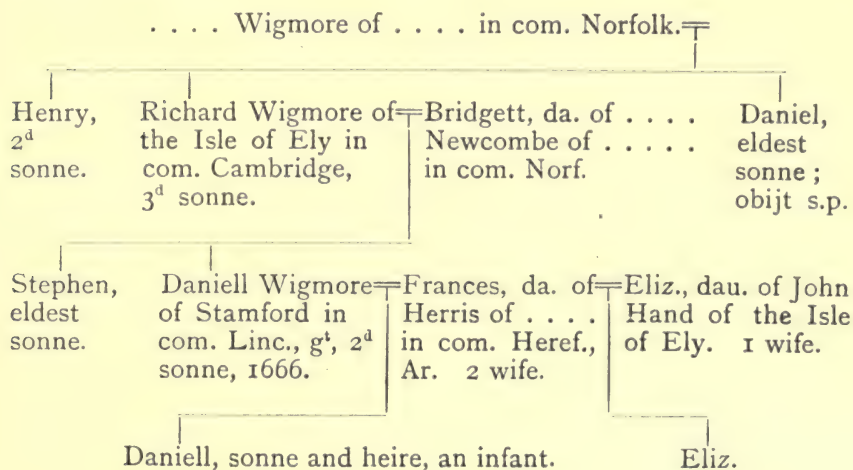 . . . . Wigmore of . . . . in com. Norfolk.
Henry,
2d
sonne.
Richard Wigmore of
the Isle of Ely in
com. Cambridge,
3d sonne.
Bridgett, da. of . . . .
Newcombe of . . . . .
in com. Norf.
Daniel,
eldest
sonne ;
obijt s.p.
Stephen,
eldest
sonne.
Daniell Wigmore
of Stamford in
com. Linc., gt, 2d
sonne, 1666.
Frances, da. of
Herris of . . . .
in com. Heref.,
Ar. 2 wife.
Eliz., dau. of John
Hand of the Isle
of Ely. 1 wife.
Daniell, sonne and heire, an infant.
Eliz.